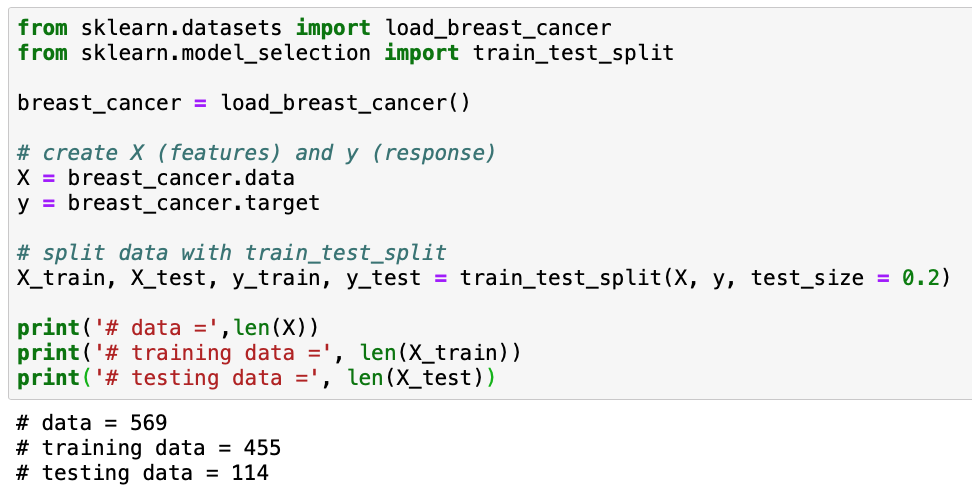 from sklearn.datasets import load_breast_cancer
from sklearn.model_selection import train_test_split
breast_cancer = load_breast_cancer()
# create X (features) and y (response)
X = breast_cancer.data
y = breast_cancer.target
# split data with train_test_split
X_train, X_test, y_train, y_test = train_test_split(X, y, test_size = 0.2)
print('# data =',len(X))
print('# training data =', len(X_train))
print('# testing data =', len(X_test))
# data = 569
# training data = 455
# testing data = 114